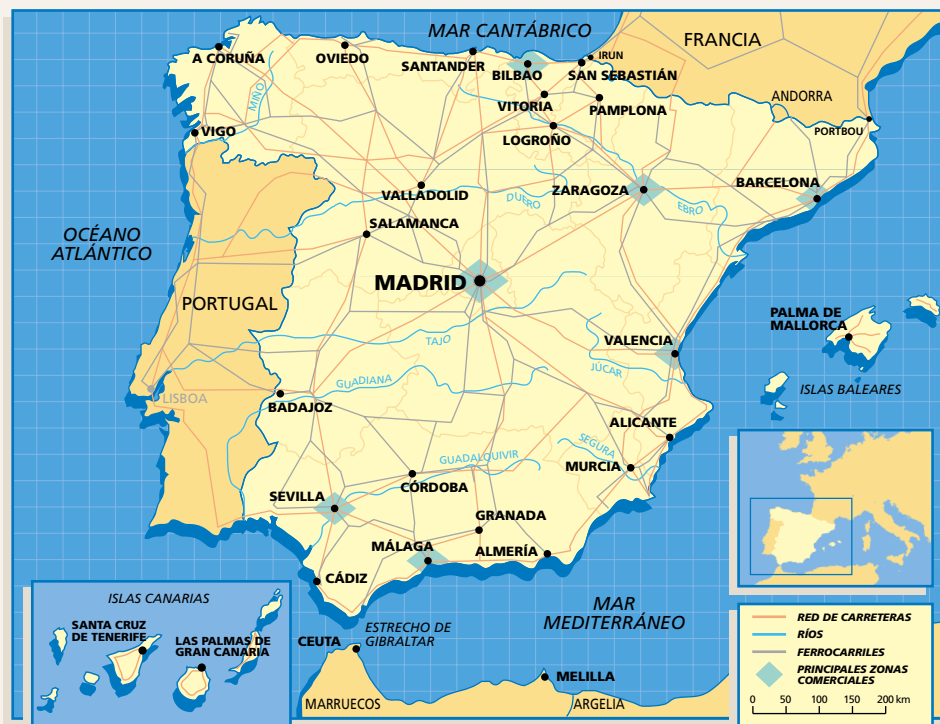 MAR CANTÁBRICO
FRANCIA
A CORUÑA
OVIEDO
SANTANDER
BILBAO
IRUN
SAN SEBASTIÁN
ANDORRA
MIÑO
VITORIA
PAMPLONA
PORTBOU
VIGO
LOGROÑO
VALLADOLID
DUERO
ZARAGOZA
EBRO
BARCELONA
SALAMANCA
OCÉANO
ATLÁNTICO
MADRID
PORTUGAL
PALMA DE
MALLORCA
TAJO
VALENCIA
JÚCAR
ISLAS BALEARES
LISBOA
GUADIANA
BADAJOZ
ALICANTE
SEGURA
MURCIA
GUADALQUIVIR
CÓRDOBA
SEVILLA
GRANADA
MÁLAGA
ALMERÍA
CÁDIZ
ISLAS CANARIAS
SANTA CRUZ
DE TENERIFE
LAS PALMAS DE
GRAN CANARIA
MAR
MEDITERRÁNEO
CEUTA
ESTRECHO DE
GIBRALTAR
MELILLA
MARRUECOS
ARGELIA
RED DE CARRETERAS
RÍOS
FERROCARRILES
PRINCIPALES ZONAS
COMERCIALES
0 50 100 150 200 km